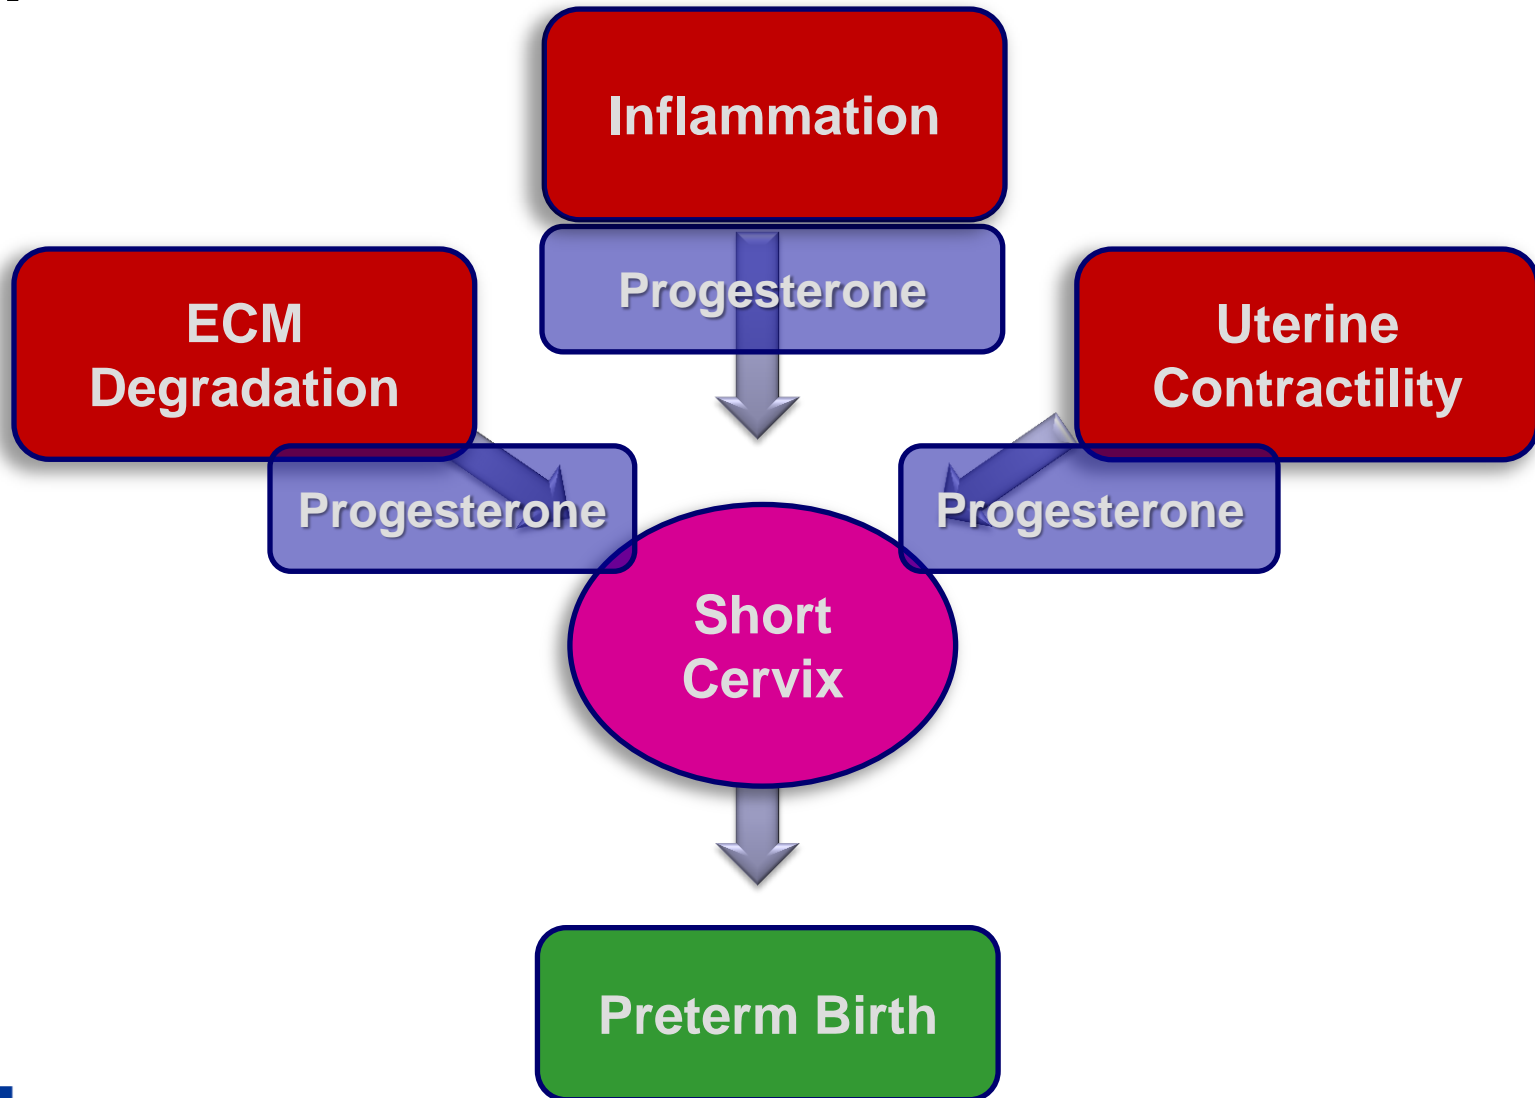 Inflammation
Progesterone
ECM
Degradation
Uterine
Contractility
Progesterone
Progesterone
Short
Cervix
Preterm Birth